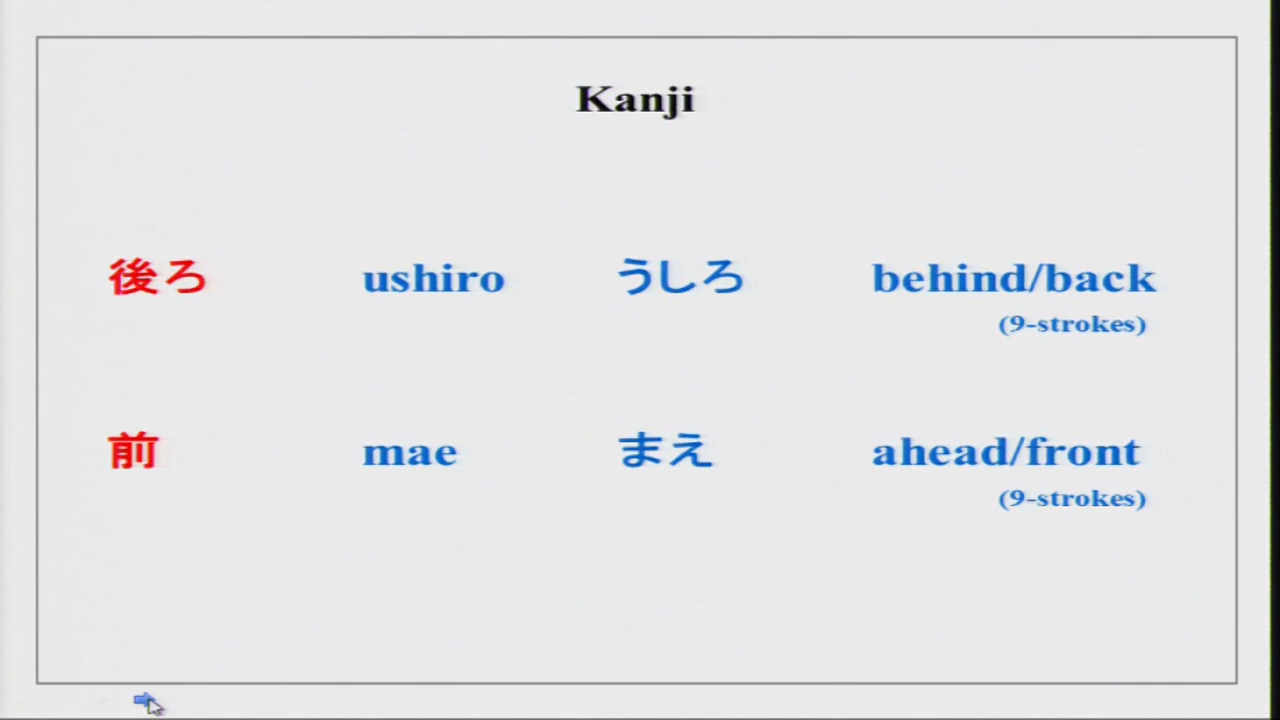 Kanji
後ろ ushiro うしろ behind/back
(9-strokes)
前 mae まえ ahead/front
(9-strokes)